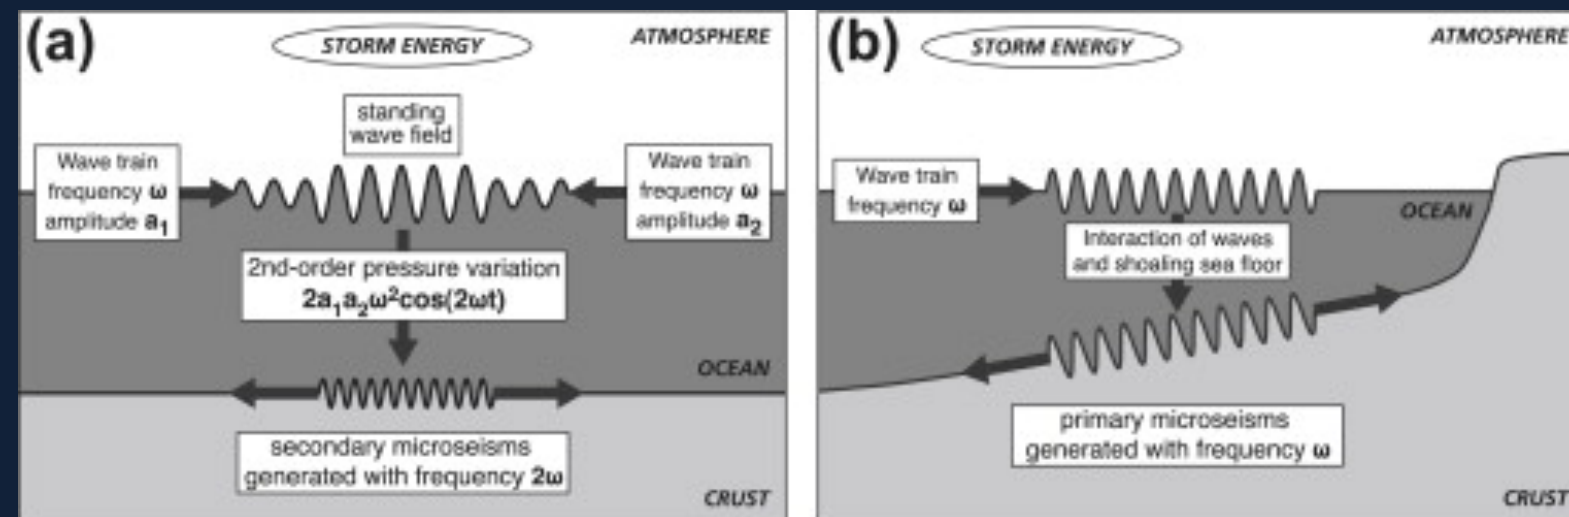 (a)
STORM ENERGY
ATMOSPHERE
standing
wave field
Wave train
frequency ω
amplitude a₁
Wave train
frequency ω
amplitude a₂
2nd-order pressure variation
2a₁a₂ω²cos(2ωt)
OCEAN
secondary microseisms
generated with frequency 2ω
CRUST
(b)
STORM ENERGY
ATMOSPHERE
Wave train
frequency ω
OCEAN
Interaction of waves
and shoaling sea floor
primary microseisms
generated with frequency ω
CRUST